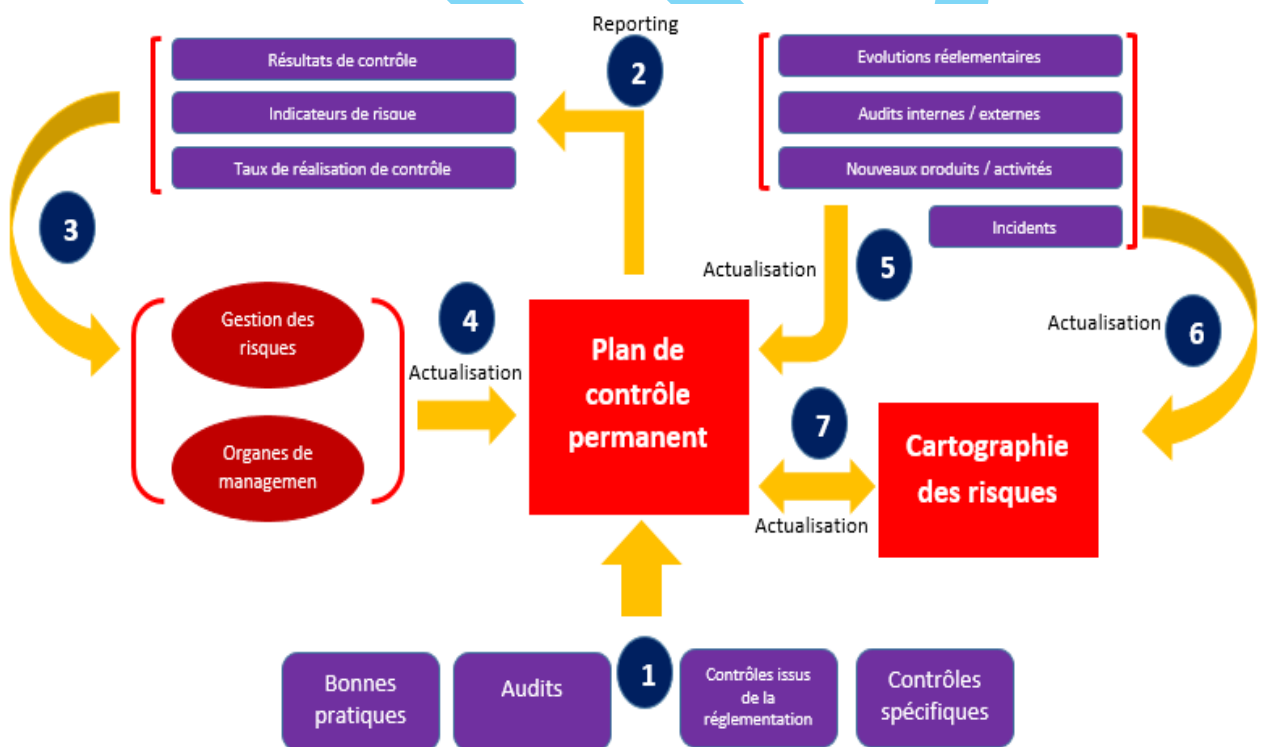 Reporting
2
Résultats de contrôle
Indicateurs de risque
Taux de réalisation de contrôle
Evolutions réelementaires
Audits internes / externes
Nouveaux produits / activités
Incidents
3
5
Actualisation
6
Actualisation
Gestion des
risques
Organes de
managemen
4
Actualisation
Plan de
contrôle
permanent
7
Actualisation
Cartographie
des risques
1
Bonnes
pratiques
Audits
Contrôles issus
de la
réglementation
Contrôles
spécifiques